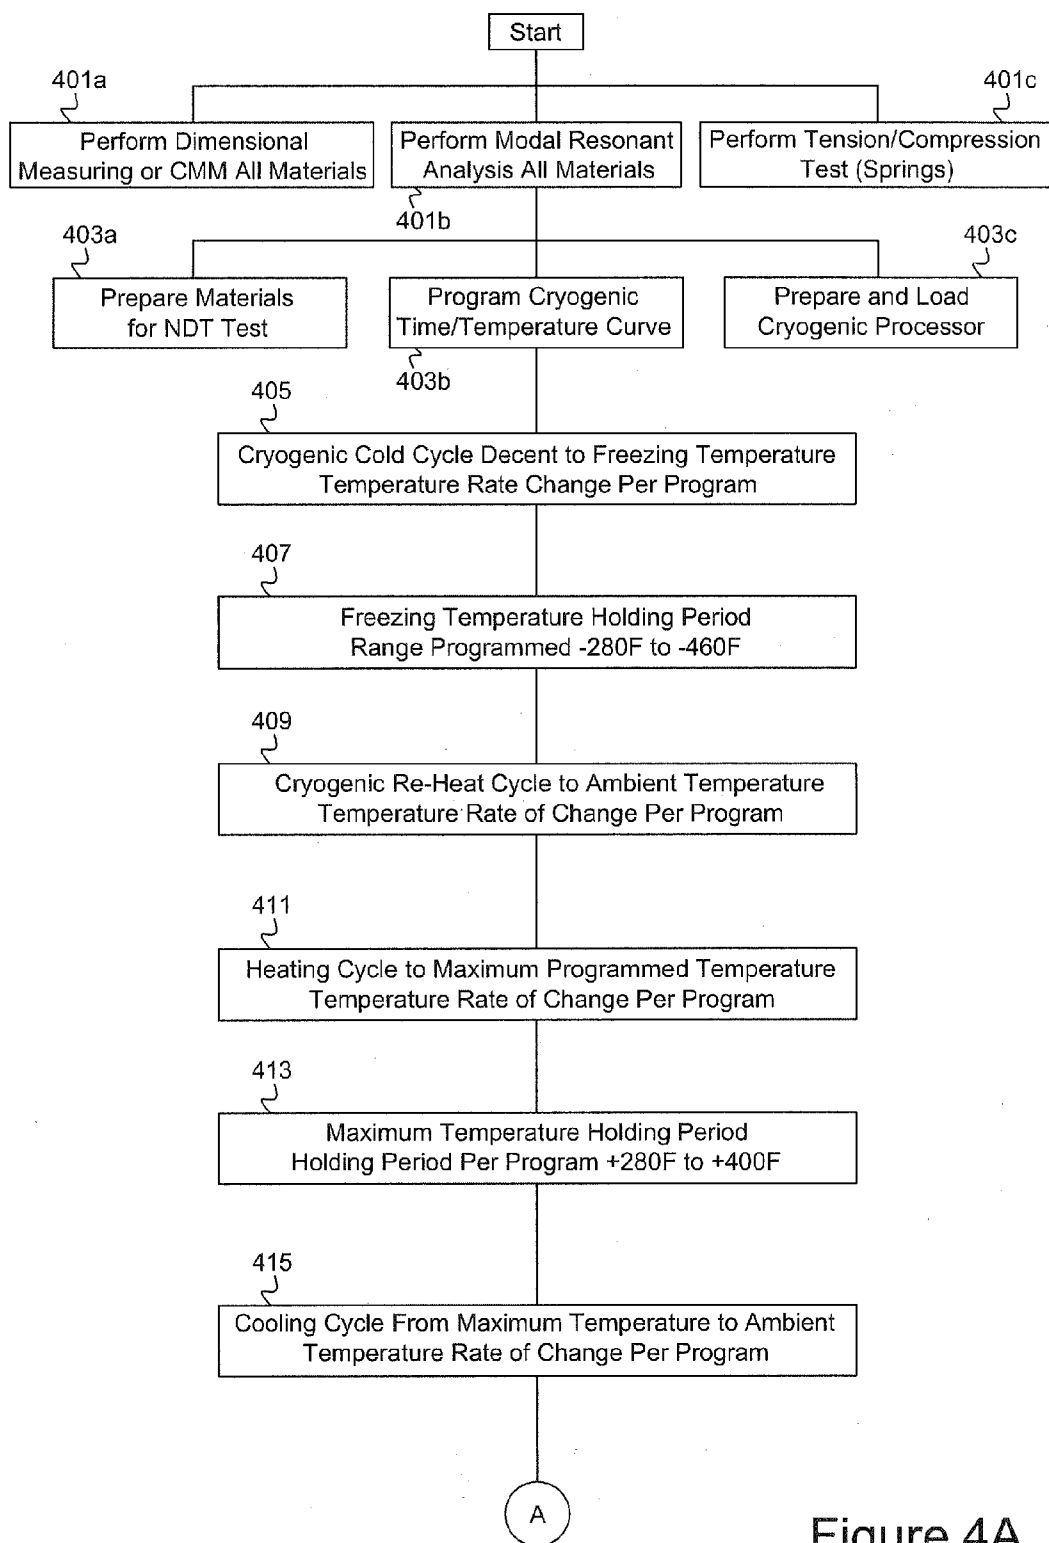 Start
401a
401c
Perform Dimensional
Measuring or CMM All Materials
Perform Modal Resonant
Analysis All Materials
Perform Tension/Compression
Test (Springs)
401b
403a
403c
Prepare Materials
for NDT Test
Program Cryogenic
Time/Temperature Curve
Prepare and Load
Cryogenic Processor
403b
405
Cryogenic Cold Cycle Decent to Freezing Temperature
Temperature Rate Change Per Program
407
Freezing Temperature Holding Period
Range Programmed -280F to -460F
409
Cryogenic Re-Heat Cycle to Ambient Temperature
Temperature Rate of Change Per Program
411
Heating Cycle to Maximum Programmed Temperature
Temperature Rate of Change Per Program
413
Maximum Temperature Holding Period
Holding Period Per Program +280F to +400F
415
Cooling Cycle From Maximum Temperature to Ambient
Temperature Rate of Change Per Program
A
Figure 4A